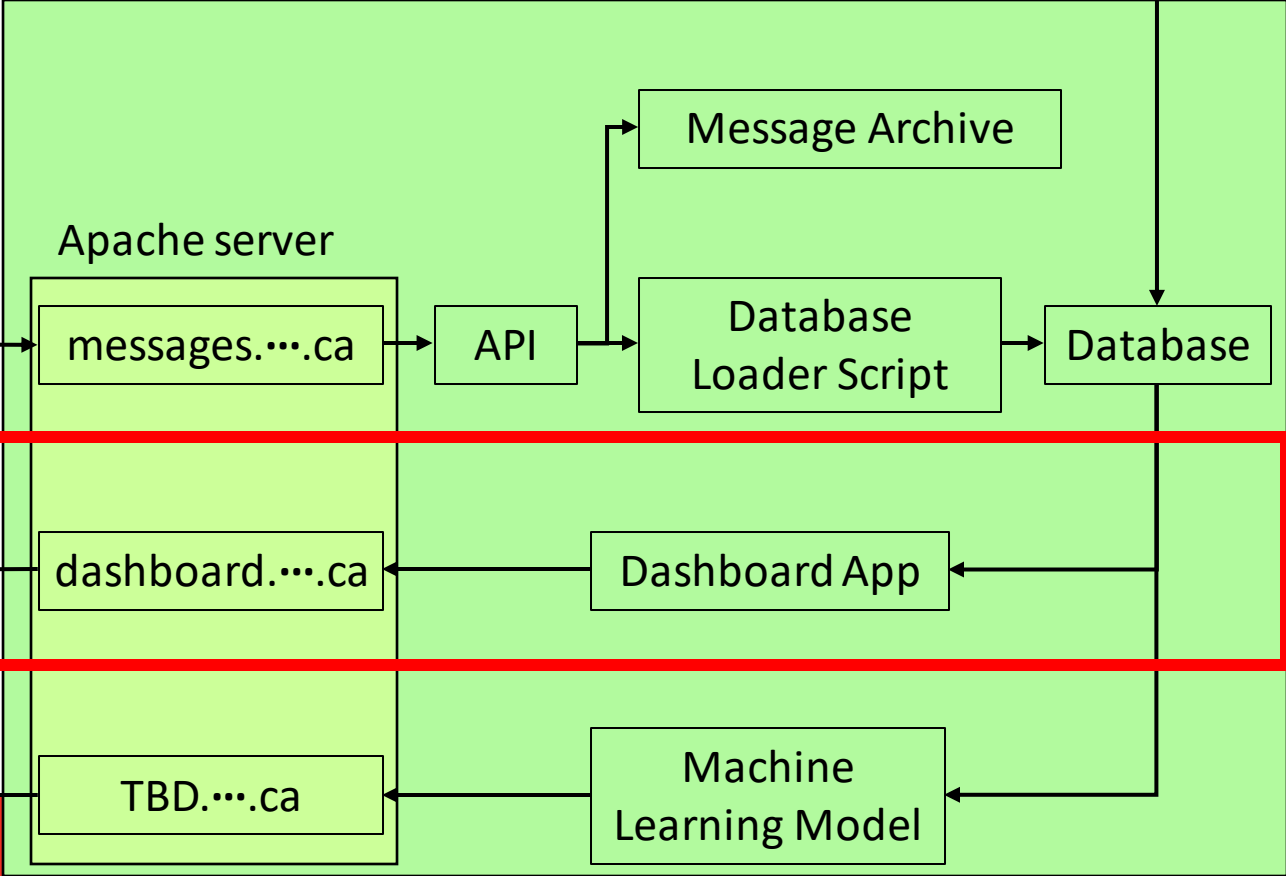 Message Archive
Apache server
messages.•••.ca
API
Database
Loader Script
Database
dashboard.•••.ca
Dashboard App
TBD.•••.ca
Machine
Learning Model